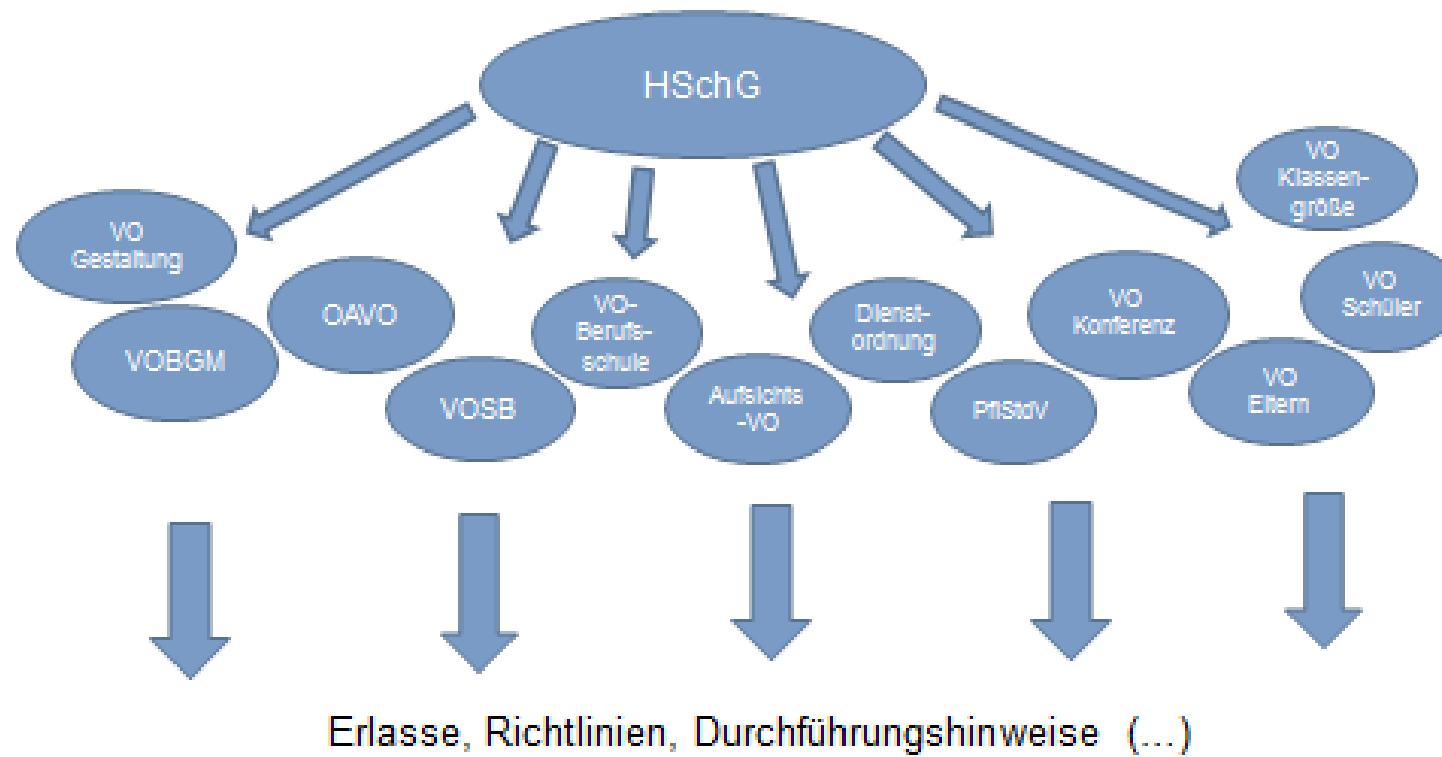 HSchG
VO
Klassen-
größe
VO
Gestaltung
VO
Schüler
OAVO
VO-
Berufs-
schule
Dienst-
ordnung
VO
Konferenz
VOBGM
VOSB
Aufsichts
-VO
PflStdV
VO
Eltern
Erlasse, Richtlinien, Durchführungshinweise (...)